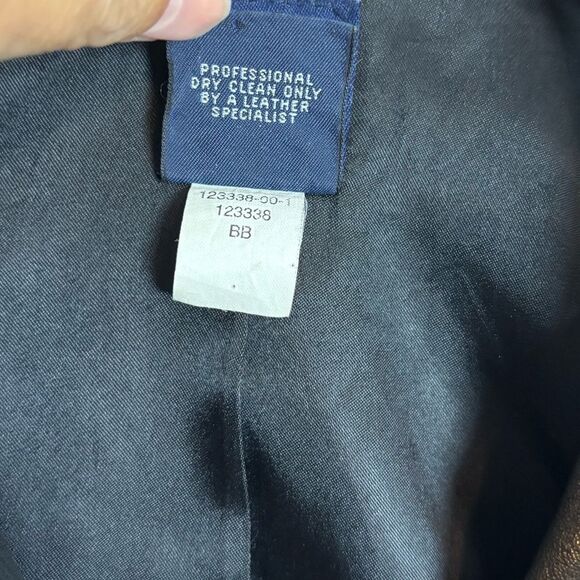 PROFESSIONAL
DRY CLEAN ONLY
BY A LEATHER
SPECIALIST
123338-00-1
123338
BB